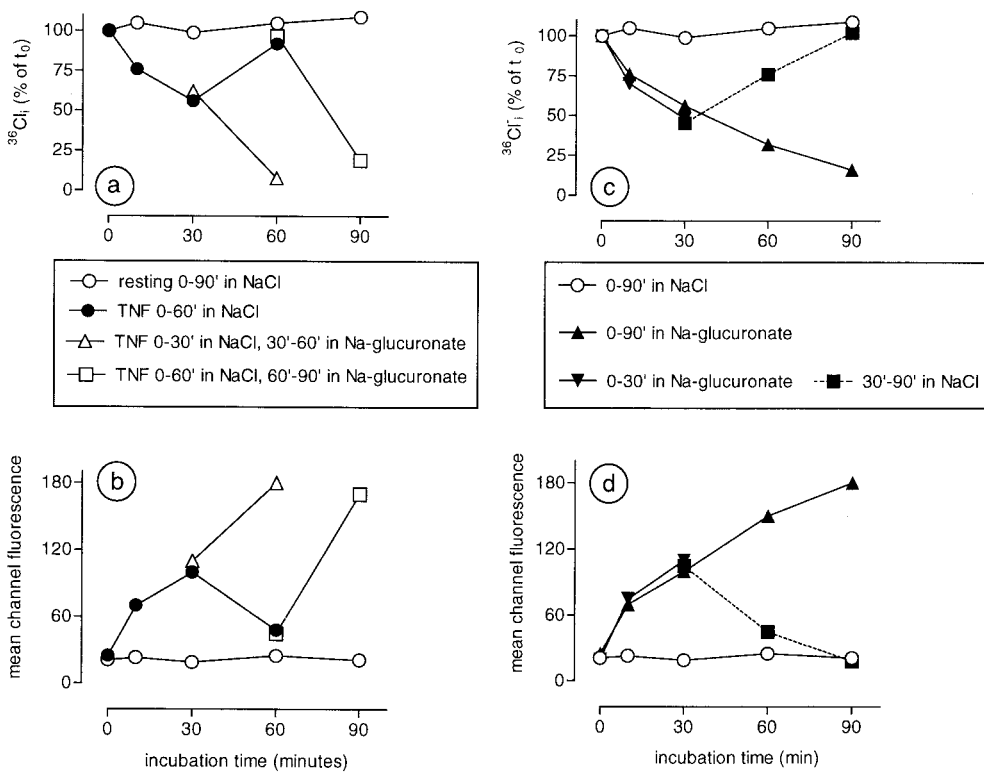 ³⁶Cl_i (% of t₀)
100
75
50
25
0
a
0 30 60 90
³⁶Cl⁻_i (% of t₀)
100
75
50
25
0
c
0 30 60 90
resting 0-90' in NaCl
TNF 0-60' in NaCl
TNF 0-30' in NaCl, 30'-60' in Na-glucuronate
TNF 0-60' in NaCl, 60'-90' in Na-glucuronate
0-90' in NaCl
0-90' in Na-glucuronate
0-30' in Na-glucuronate 30'-90' in NaCl
mean channel fluorescence
180
120
60
0
b
0 30 60 90
incubation time (minutes)
mean channel fluorescence
180
120
60
0
d
0 30 60 90
incubation time (min)